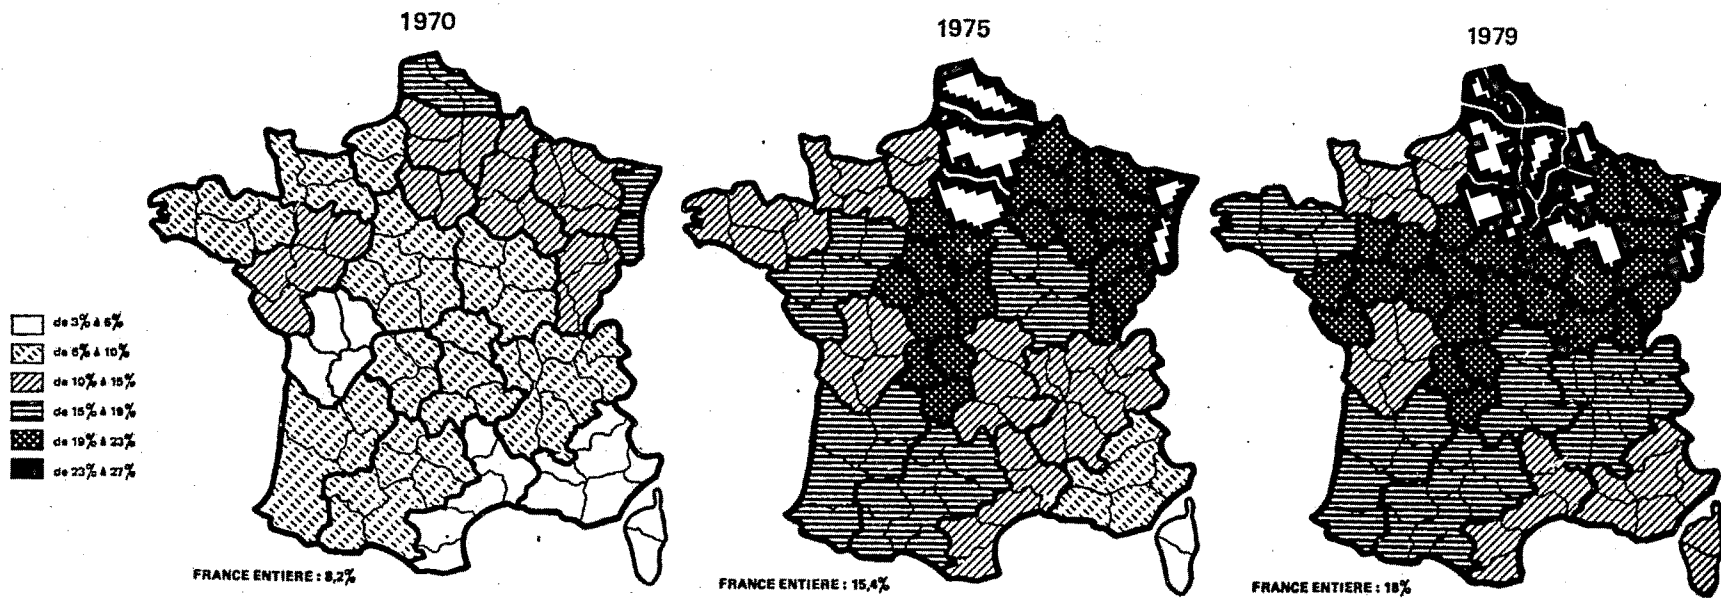 1970
1975
1979
de 3% à 6%
de 6% à 10%
de 10% à 15%
de 15% à 19%
de 19% à 23%
de 23% à 27%
FRANCE ENTIERE : 8,2%
FRANCE ENTIERE : 15,4%
FRANCE ENTIERE : 18%